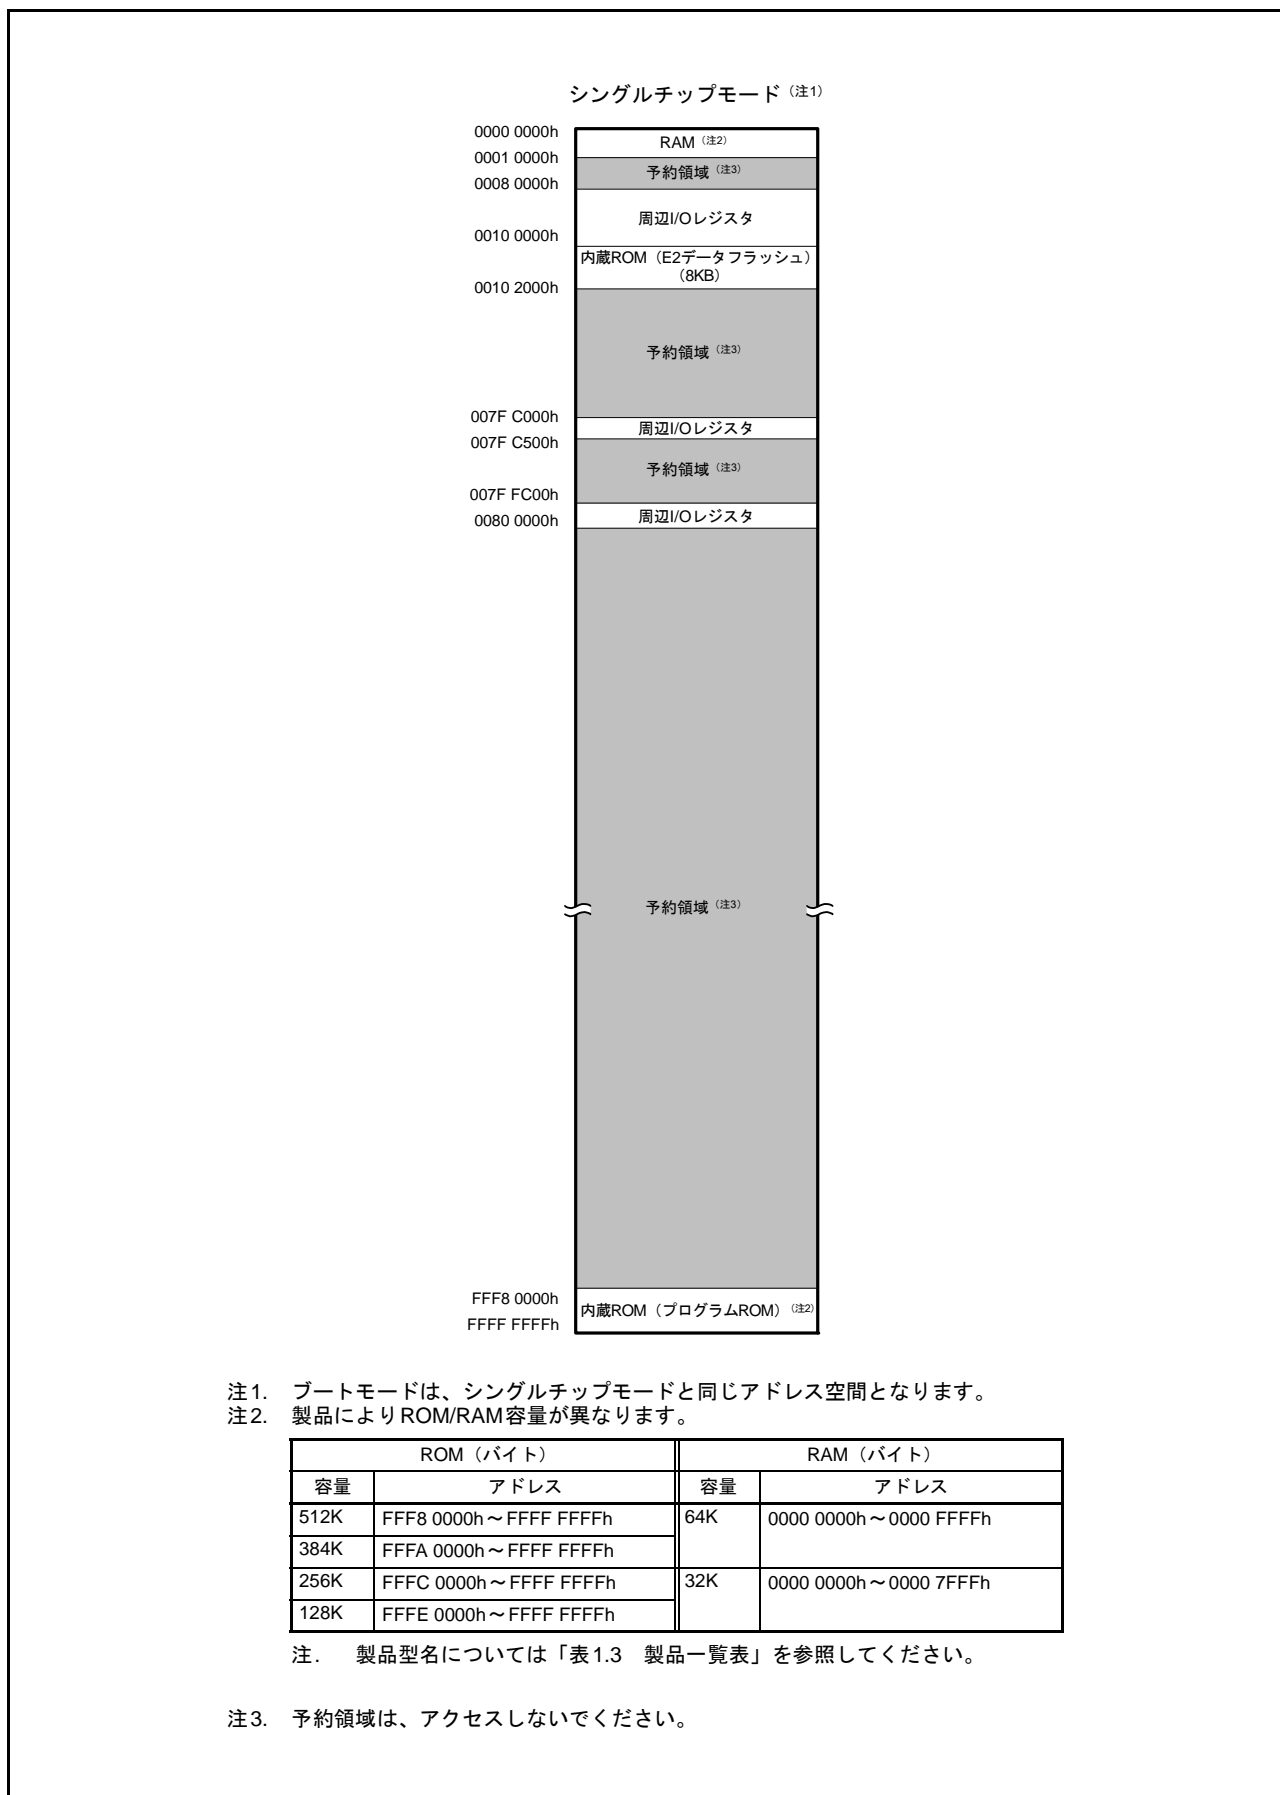 シングルチップモード（注1）
0000 0000h
RAM（注2）
0001 0000h
予約領域（注3）
0008 0000h
周辺I/Oレジスタ
0010 0000h
内蔵ROM（E2データフラッシュ）
（8KB）
0010 2000h
予約領域（注3）
007F C000h
周辺I/Oレジスタ
007F C500h
予約領域（注3）
007F FC00h
周辺I/Oレジスタ
0080 0000h
予約領域（注3）
FFF8 0000h
内蔵ROM（プログラムROM）（注2）
FFFF FFFFh
注1. ブートモードは、シングルチップモードと同じアドレス空間となります。
注2. 製品によりROM/RAM容量が異なります。
ROM（バイト） RAM（バイト）
容量 アドレス 容量 アドレス
512K FFF8 0000h～FFFF FFFFh 64K 0000 0000h～0000 FFFFh
384K FFFA 0000h～FFFF FFFFh
256K FFFC 0000h～FFFF FFFFh 32K 0000 0000h～0000 7FFFh
128K FFFE 0000h～FFFF FFFFh
注. 製品型名については「表1.3 製品一覧表」を参照してください。
注3. 予約領域は、アクセスしないでください。